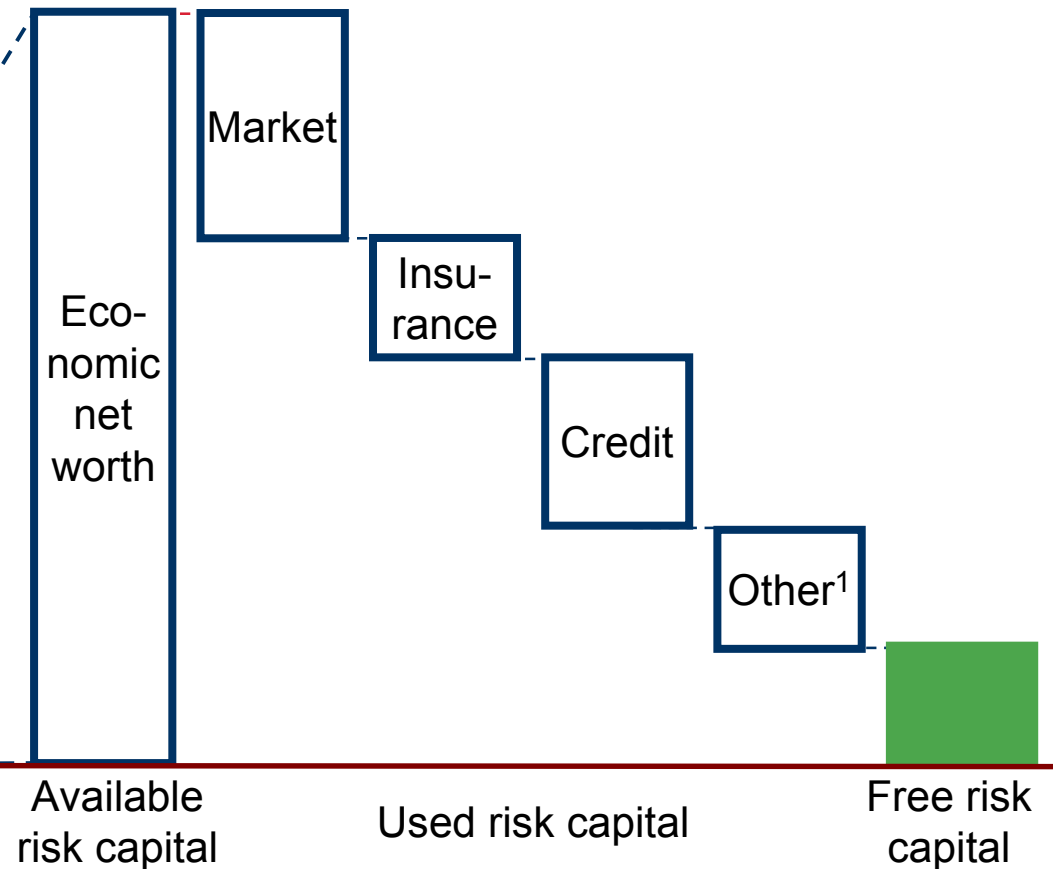 Market
Insu-
rance
Eco-
nomic
net
worth
Credit
Other¹
Available
risk capital
Used risk capital
Free risk
capital